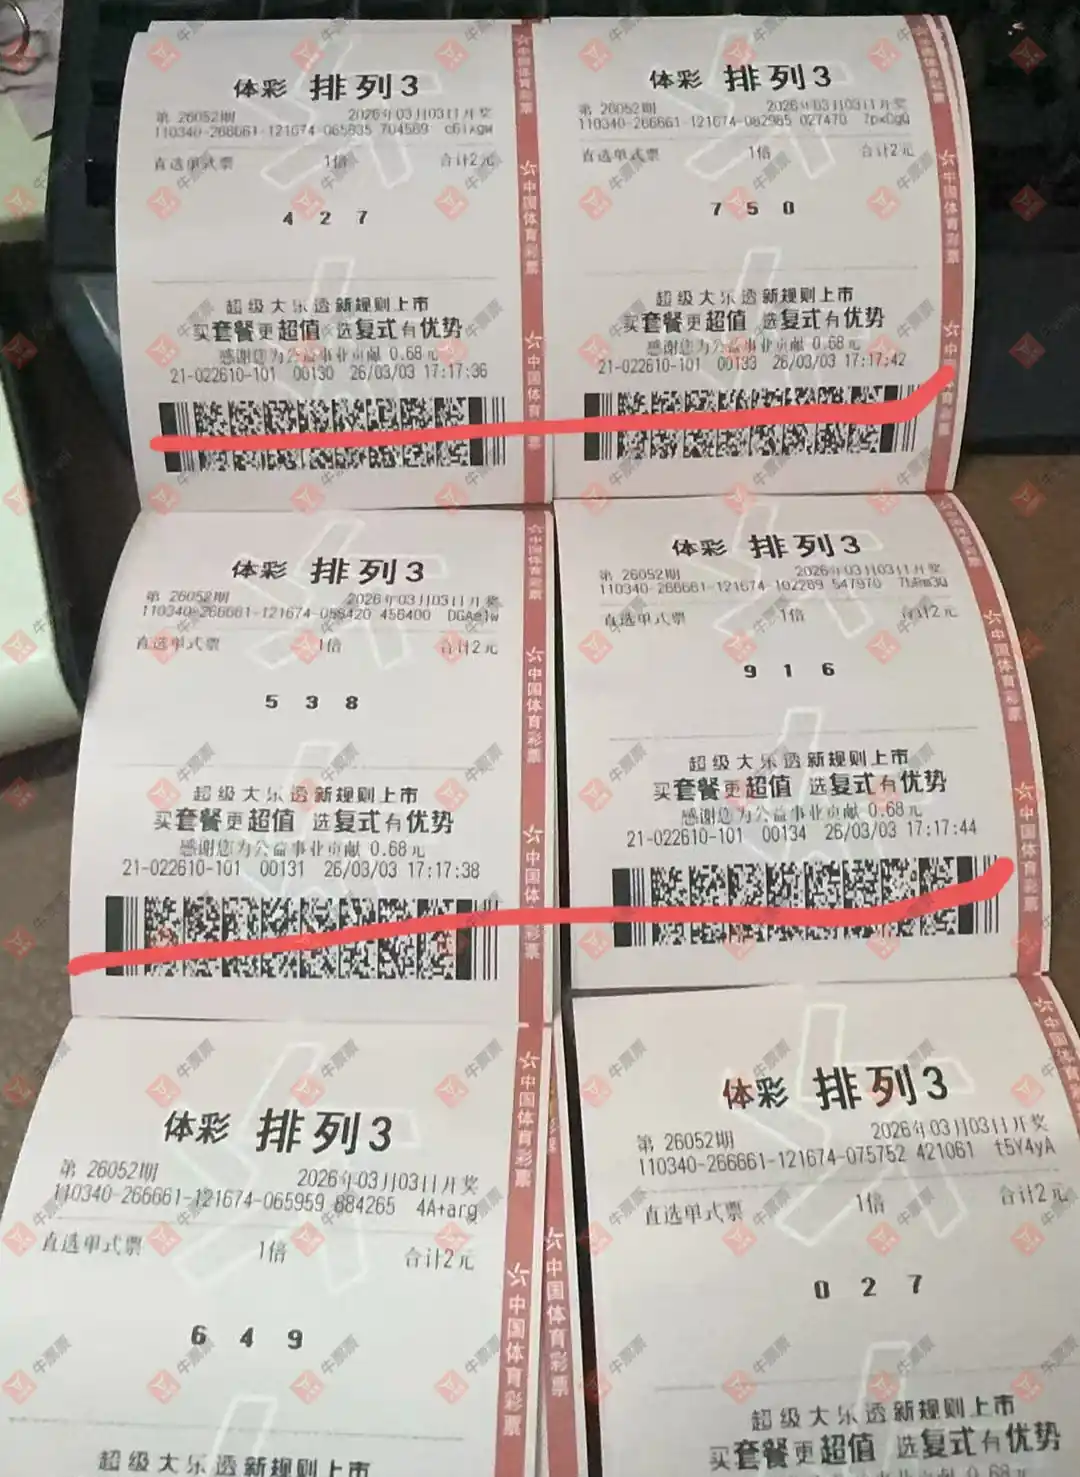 体彩 排列3
第 26052期 2026年03月03日开奖
110340-266661-121674-065835 704569 c61xgw
直选单式票 1倍 合计2元
4 2 7
超级大乐透新规则上市
买套餐更超值 选复式有优势
感谢您为公益事业贡献 0.68元
21-022610-101 00130 26/03/03 17:17:36
体彩 排列3
第 26052期 2026年03月03日开奖
110340-266661-121674-082985 027470
直选单式票 1倍 合计2元
7 5 0
超级大乐透新规则上市
买套餐更超值 选复式有优势
感谢您为公益事业贡献 0.68元
21-022610-101 00133 26/03/03 17:17:42
体彩 排列3
第 26052期 2026年03月03日开奖
110340-266661-121674-056420 456400
直选单式票 1倍 合计2元
5 3 8
超级大乐透新规则上市
买套餐更超值 选复式有优势
感谢您为公益事业贡献 0.68元
21-022610-101 00131 26/03/03 17:17:38
体彩 排列3
第 26052期 2026年03月03日开奖
110340-266661-121674-102289 547970
直选单式票 1倍 合计2元
9 1 6
超级大乐透新规则上市
买套餐更超值 选复式有优势
感谢您为公益事业贡献 0.68元
21-022610-101 00134 26/03/03 17:17:44
体彩 排列3
第 26052期 2026年03月03日开奖
110340-266661-121674-065959 884265 4A+arg
直选单式票 1倍 合计2元
6 4 9
超级大乐透新规则上市
体彩 排列3
第 26052期 2026年03月03日开奖
110340-266661-121674-075752 421061 t5Y4yA
直选单式票 1倍 合计2元
0 2 7
超级大乐透新规则上市
买套餐更超值 选复式有优势
中国体育彩票
中国体育彩票
中国体育彩票
中国体育彩票
牛票票